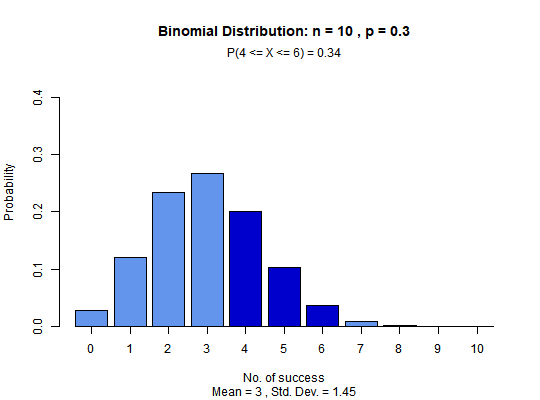 Binomial Distribution: n = 10 , p = 0.3
P(4 <= X <= 6) = 0.34
Probability
0.4
0.3
0.2
0.1
0.0
0 1 2 3 4 5 6 7 8 9 10
No. of success
Mean = 3 , Std. Dev. = 1.45